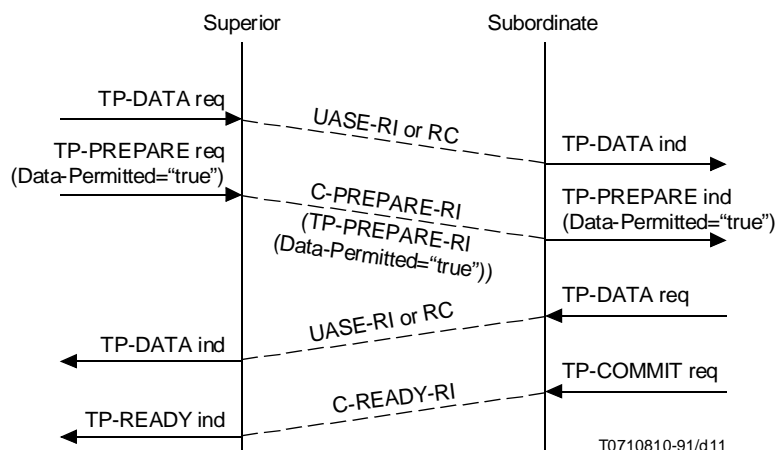 Superior
Subordinate
TP-DATA req
UASE-RI or RC
TP-DATA ind
TP-PREPARE req
(Data-Permitted=“true”)
C-PREPARE-RI
(TP-PREPARE-RI
(Data-Permitted=“true”))
TP-PREPARE ind
(Data-Permitted=“true”)
TP-DATA req
UASE-RI or RC
TP-DATA ind
TP-COMMIT req
C-READY-RI
TP-READY ind
T0710810-91/d11